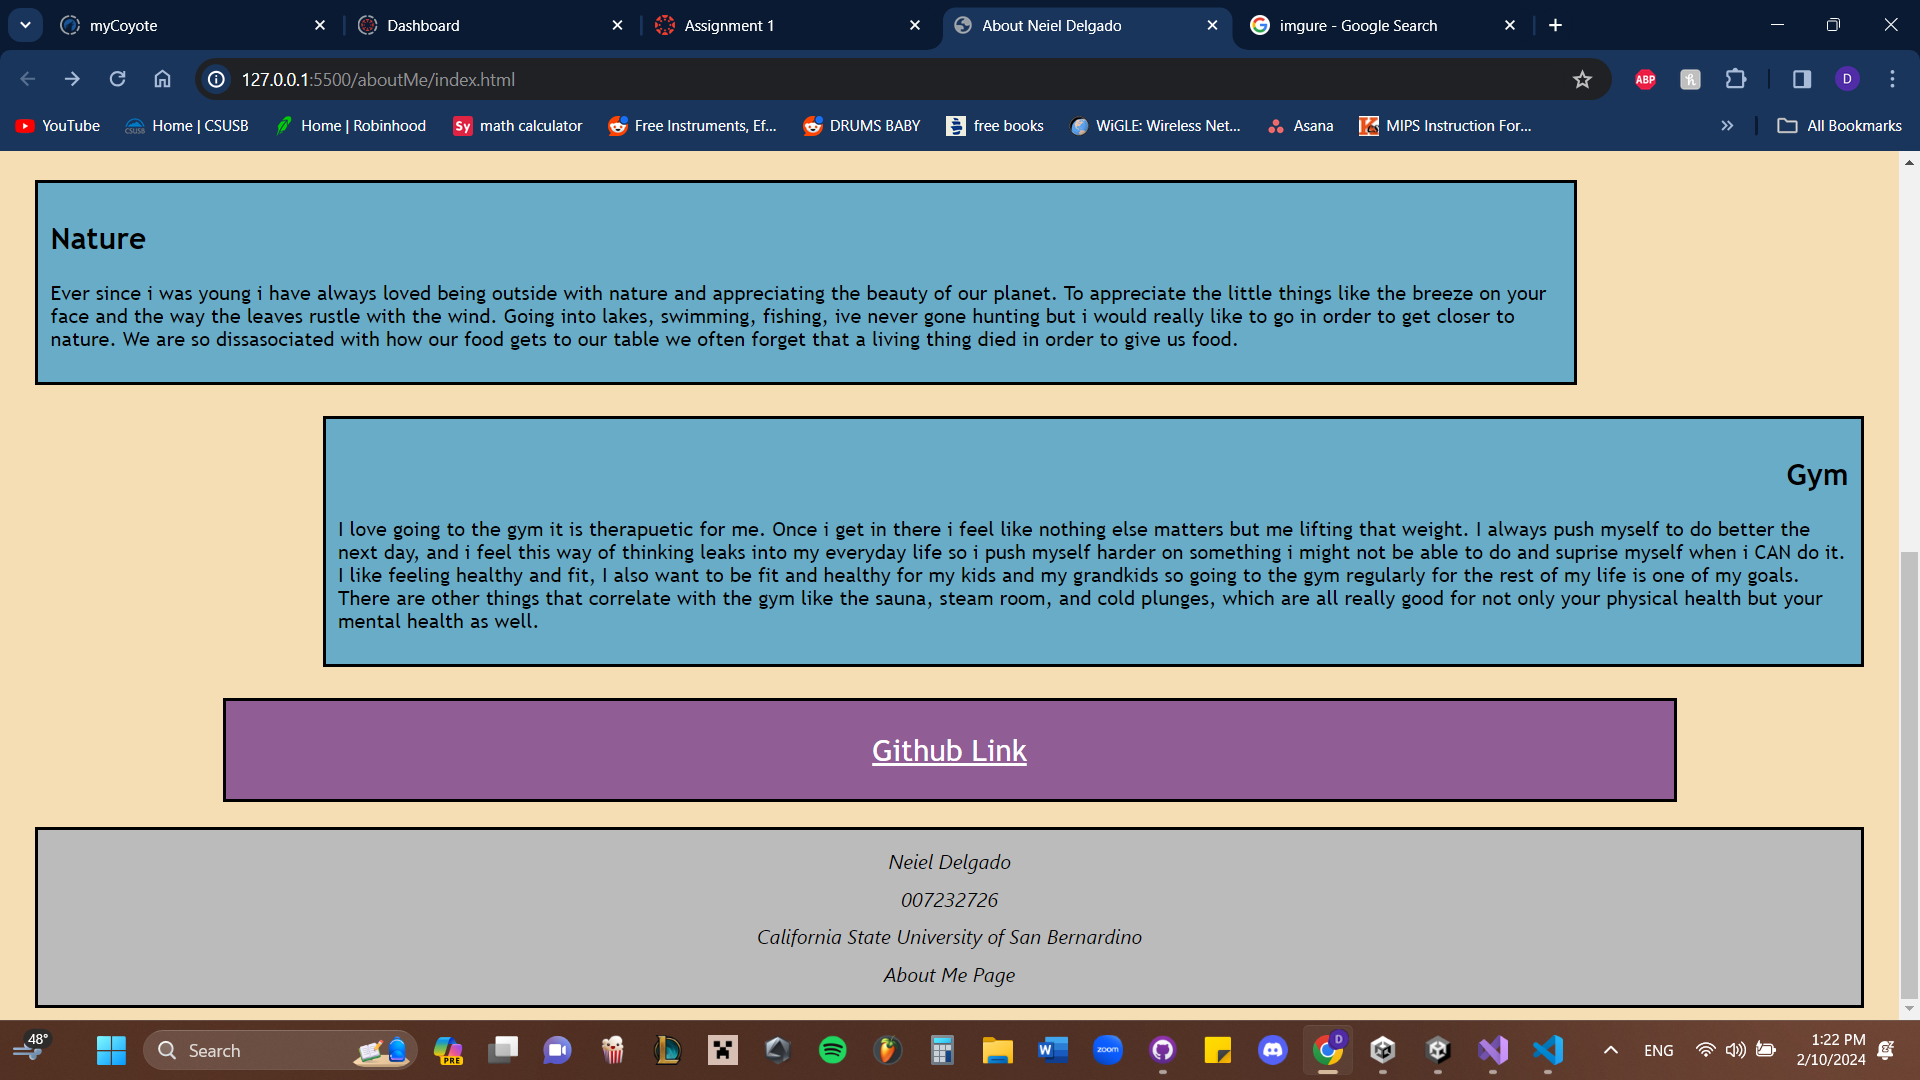 myCoyote
Dashboard
Assignment 1
About Neiel Delgado
imgure - Google Search
127.0.0.1:5500/aboutMe/index.html
ABP
D
YouTube
CSUSB
Home | CSUSB
Home | Robinhood
Sy
math calculator
Free Instruments, Ef...
DRUMS BABY
free books
WiGLE: Wireless Net...
Asana
MIPS Instruction For...
All Bookmarks
Nature
Ever since i was young i have always loved being outside with nature and appreciating the beauty of our planet. To appreciate the little things like the breeze on your
face and the way the leaves rustle with the wind. Going into lakes, swimming, fishing, ive never gone hunting but i would really like to go in order to get closer to
nature. We are so dissasociated with how our food gets to our table we often forget that a living thing died in order to give us food.
Gym
I love going to the gym it is therapuetic for me. Once i get in there i feel like nothing else matters but me lifting that weight. I always push myself to do better the
next day, and i feel this way of thinking leaks into my everyday life so i push myself harder on something i might not be able to do and suprise myself when i CAN do it.
I like feeling healthy and fit, I also want to be fit and healthy for my kids and my grandkids so going to the gym regularly for the rest of my life is one of my goals.
There are other things that correlate with the gym like the sauna, steam room, and cold plunges, which are all really good for not only your physical health but your
mental health as well.
Github Link
Neiel Delgado
007232726
California State University of San Bernardino
About Me Page
48°
Search
PRE
W
zoom
D
ENG
1:22 PM
2/10/2024